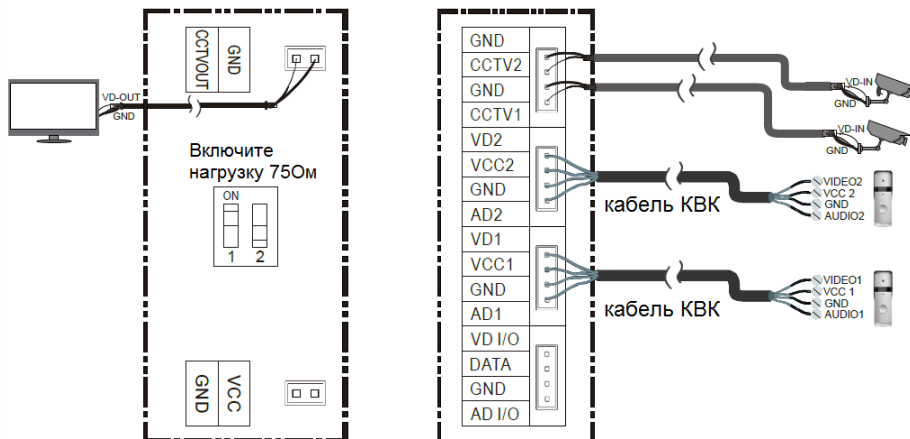 CCTVOUT
GND
VD-OUT
GND
Включите
нагрузку 75Ом
ON
1 2
GND
VCC
GND
CCTV2
GND
CCTV1
VD2
VCC2
GND
AD2
VD1
VCC1
GND
AD1
VD I/O
DATA
GND
AD I/O
VD-IN
GND
VD-IN
GND
кабель КВК
VIDEO2
VCC 2
GND
AUDIO2
кабель КВК
VIDEO1
VCC 1
GND
AUDIO1